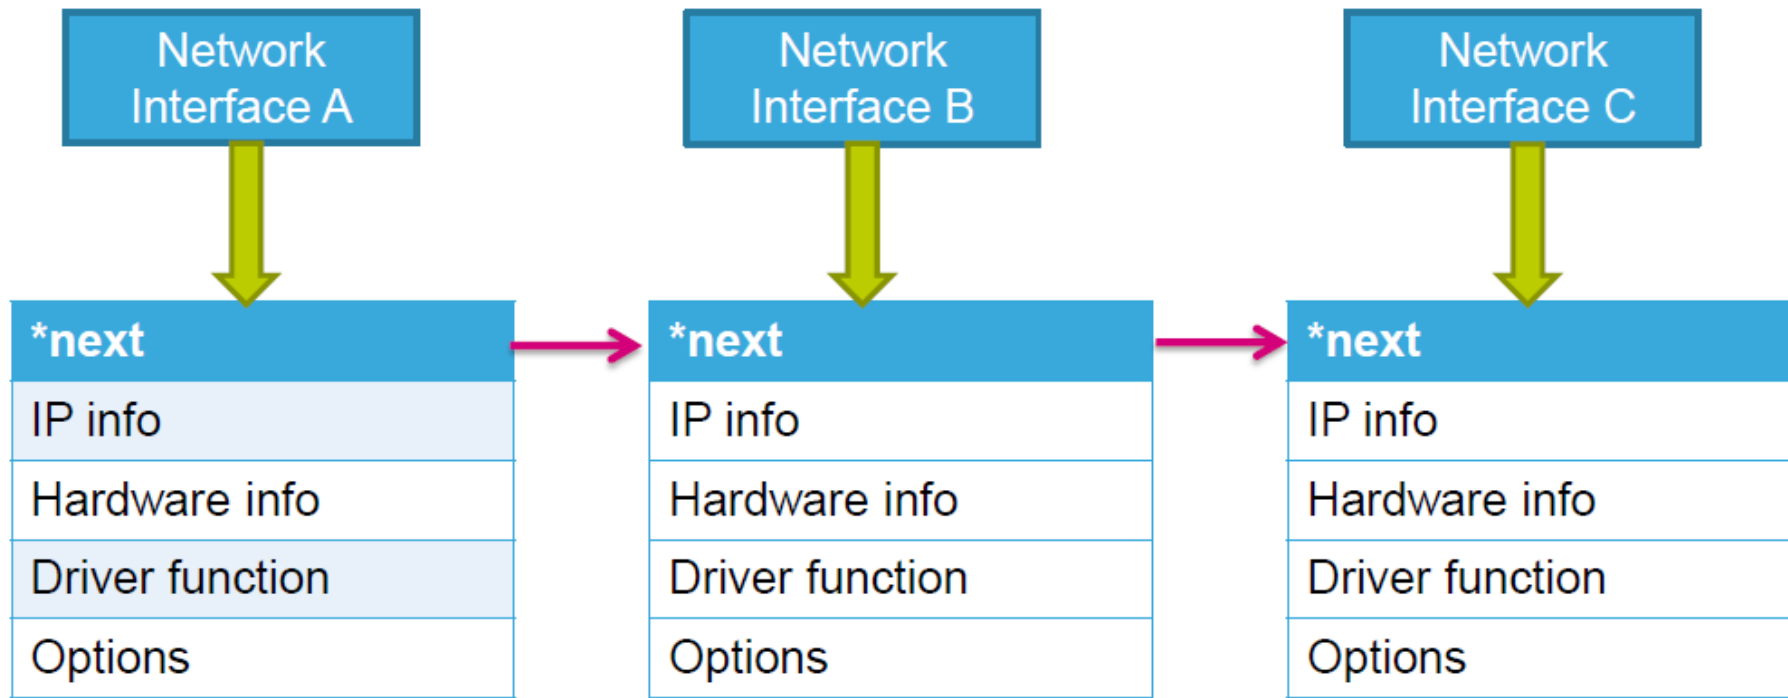 Network
Interface A
Network
Interface B
Network
Interface C
*next
IP info
Hardware info
Driver function
Options
*next
IP info
Hardware info
Driver function
Options
*next
IP info
Hardware info
Driver function
Options